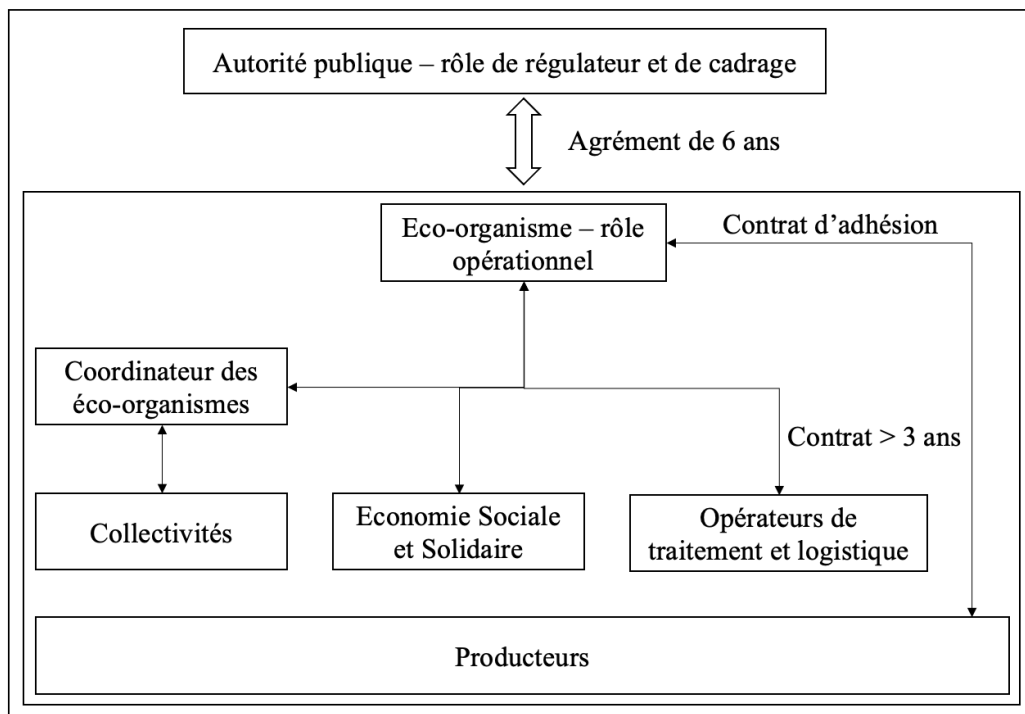 Autorité publique – rôle de régulateur et de cadrage
Agrément de 6 ans
Eco-organisme – rôle
opérationnel
Contrat d’adhésion
Coordinateur des
éco-organismes
Contrat > 3 ans
Collectivités
Economie Sociale
et Solidaire
Opérateurs de
traitement et logistique
Producteurs